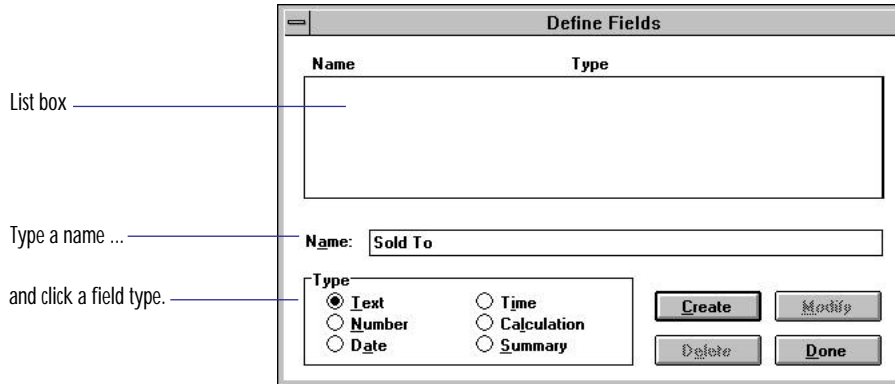 Define Fields
Name Type
List box
Type a name ...
Name: Sold To
and click a field type.
Type
Text Time
Number Calculation
Date Summary
Create Modify
Delete Done